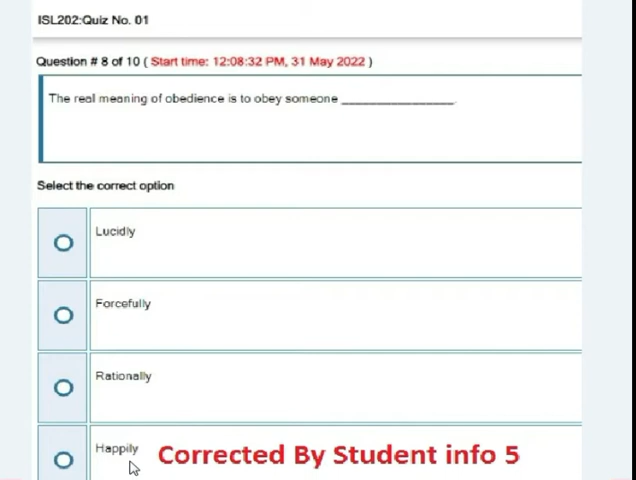 ISL202:Quiz No. 01
Question # 8 of 10 ( Start time: 12:08:32 PM, 31 May 2022 )
The real meaning of obedience is to obey someone _________________.
Select the correct option
Lucidly
Forcefully
Rationally
Happily
Corrected By Student info 5